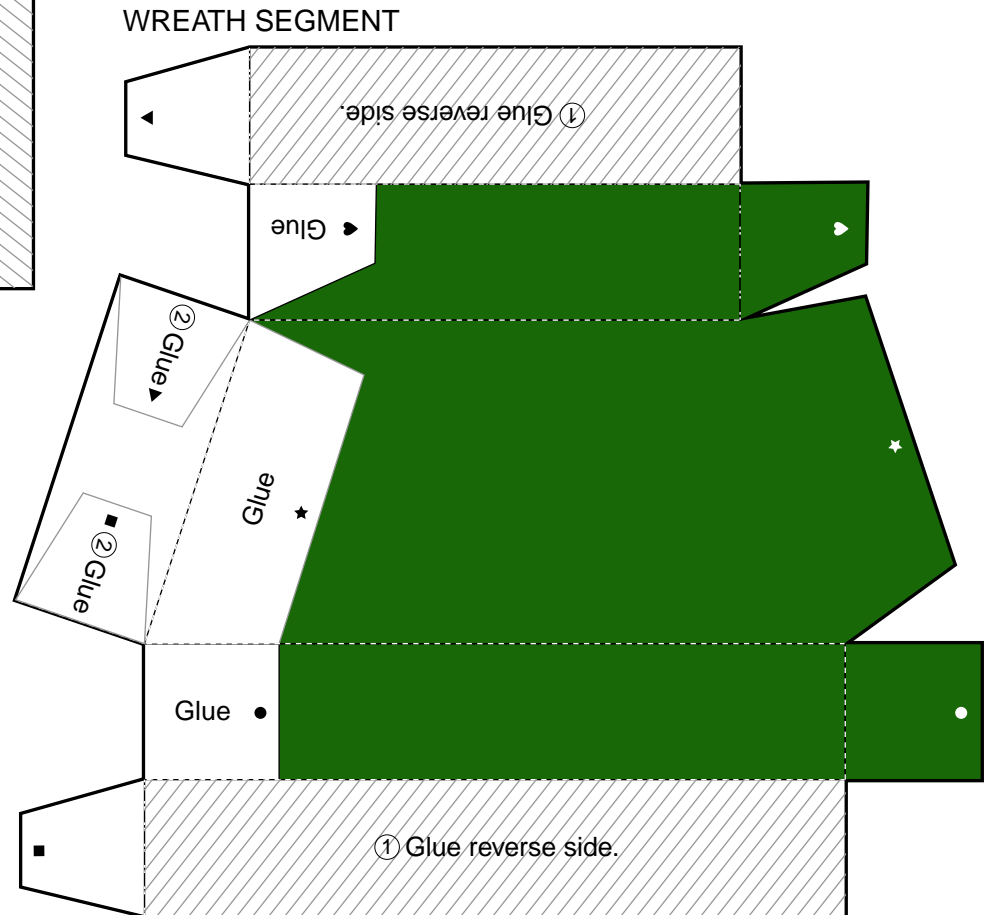 WREATH SEGMENT
① Glue reverse side.
Glue
② Glue
Glue
② Glue
Glue
① Glue reverse side.